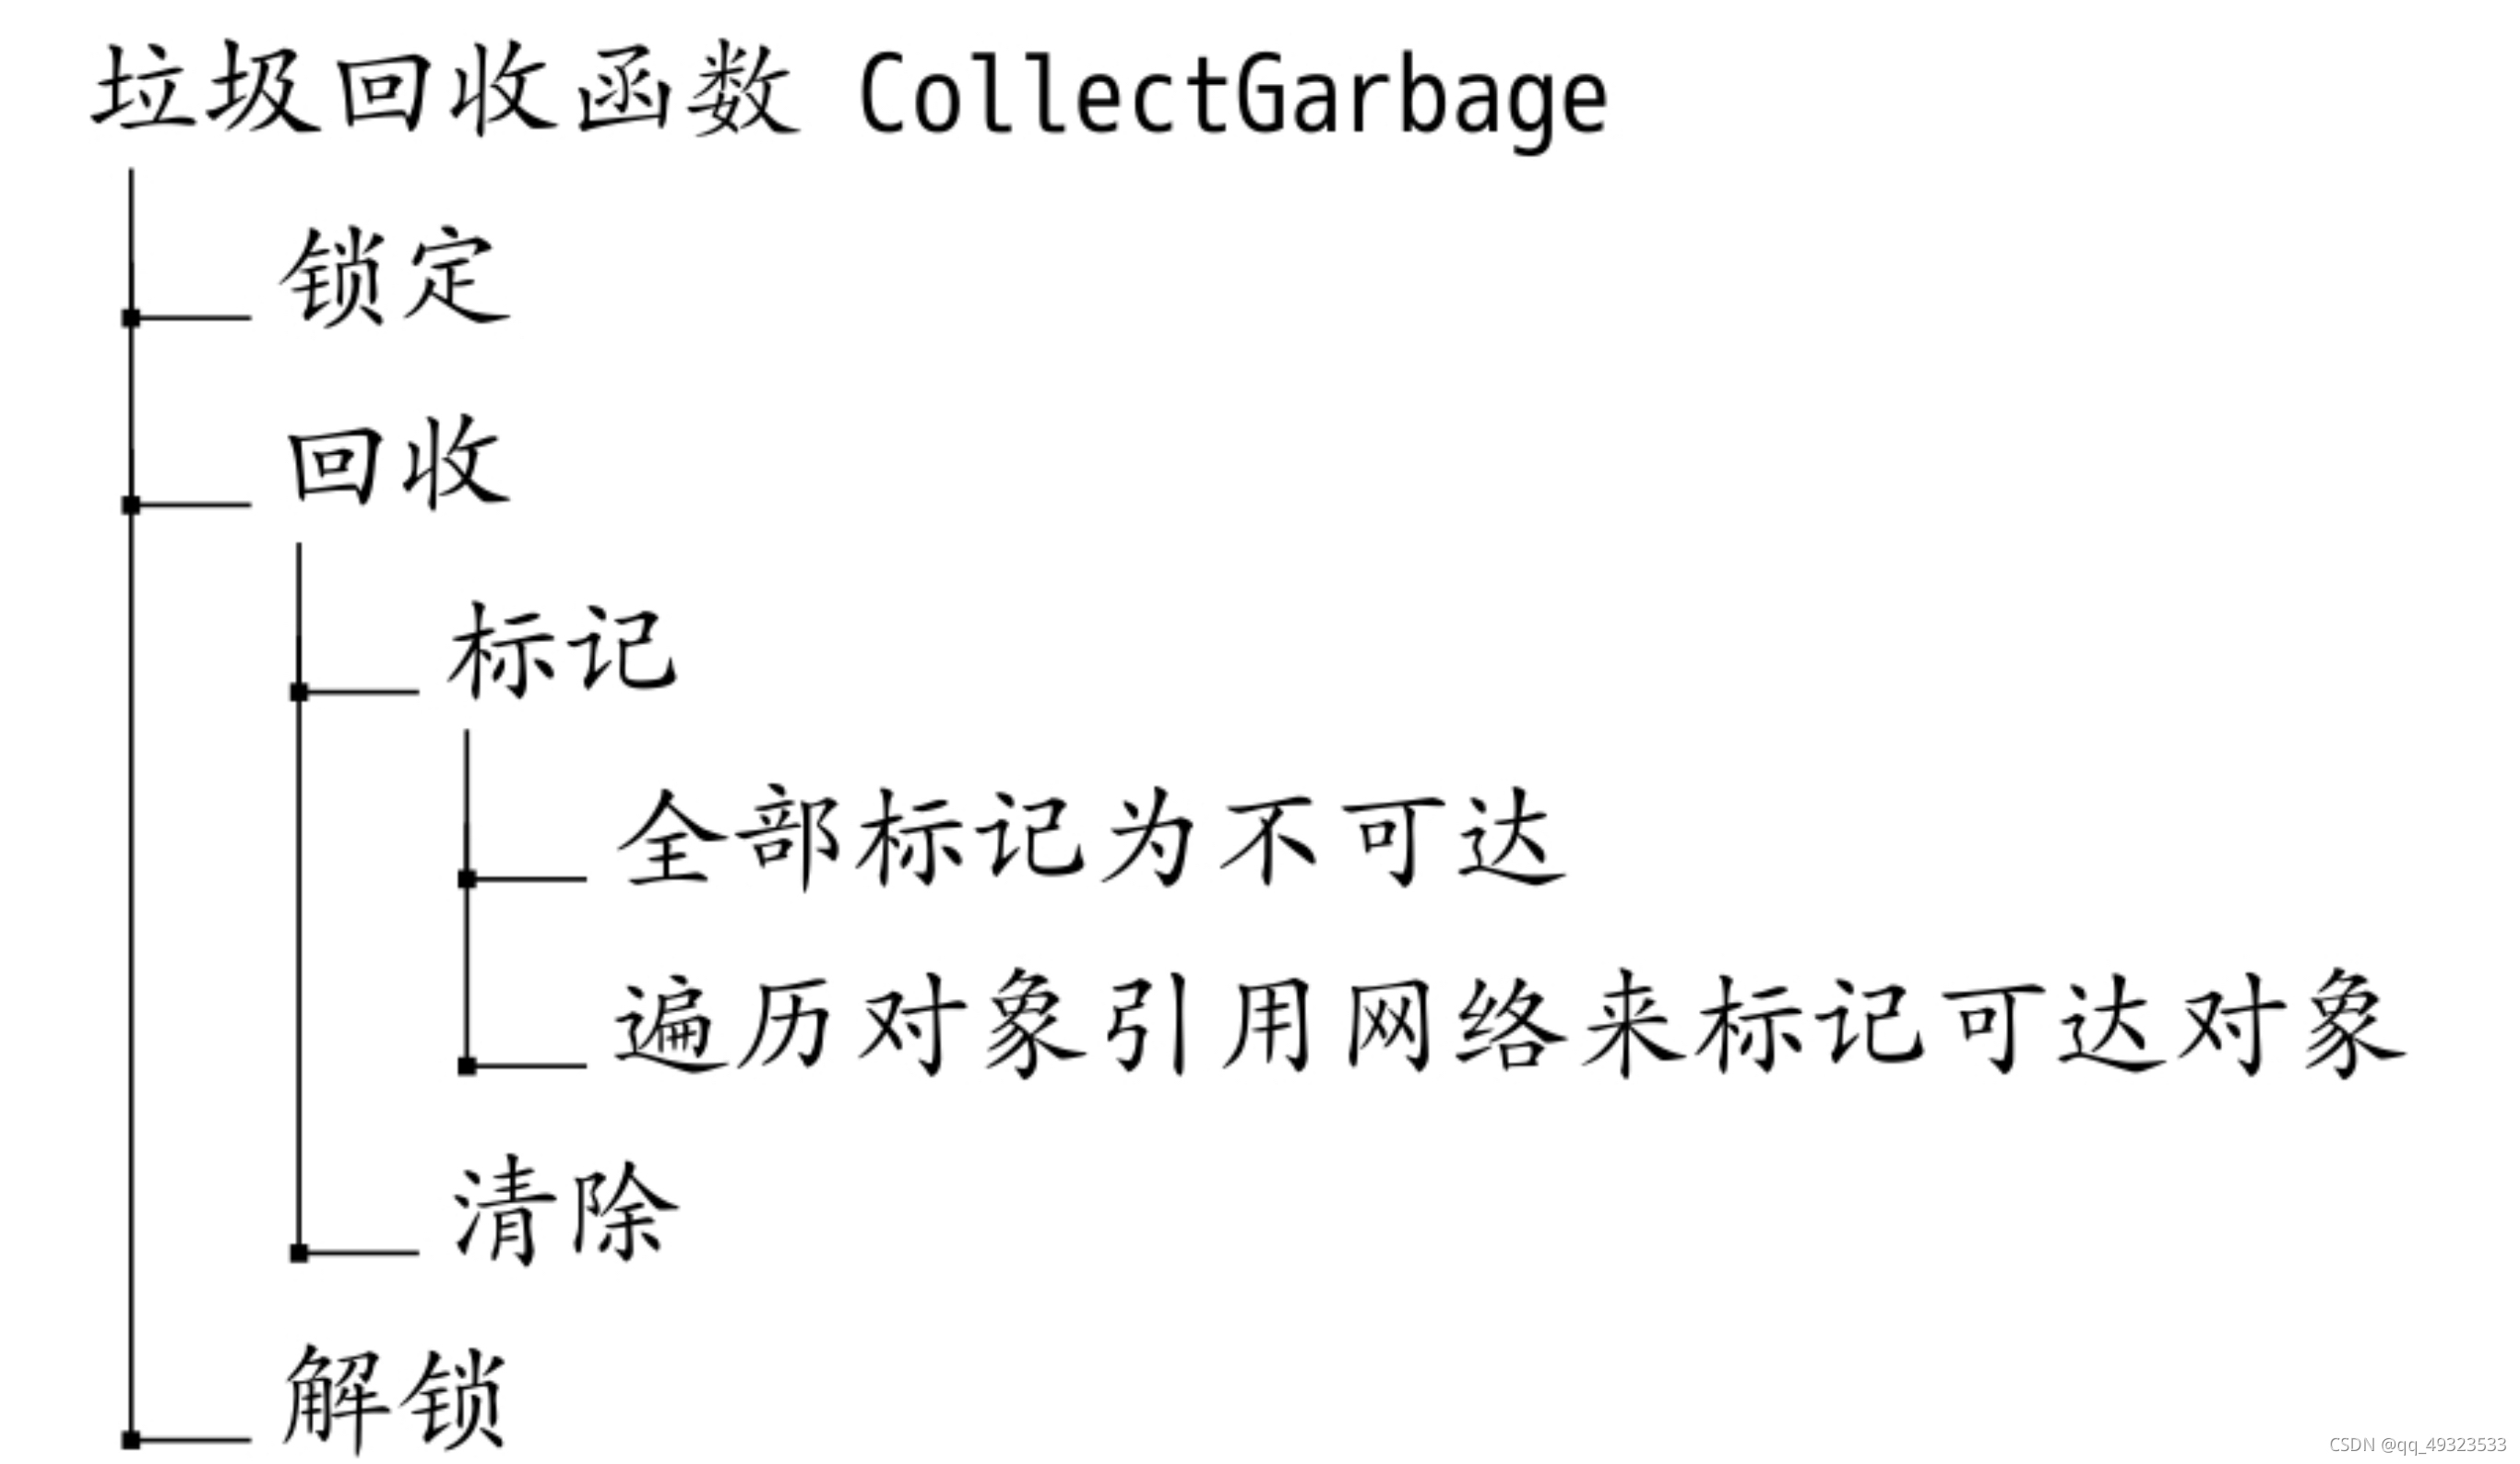 垃圾回收函数 CollectGarbage
锁定
回收
标记
全部标记为不可达
遍历对象引用网络来标记可达对象
清除
解锁
CSDN @qq_49323533